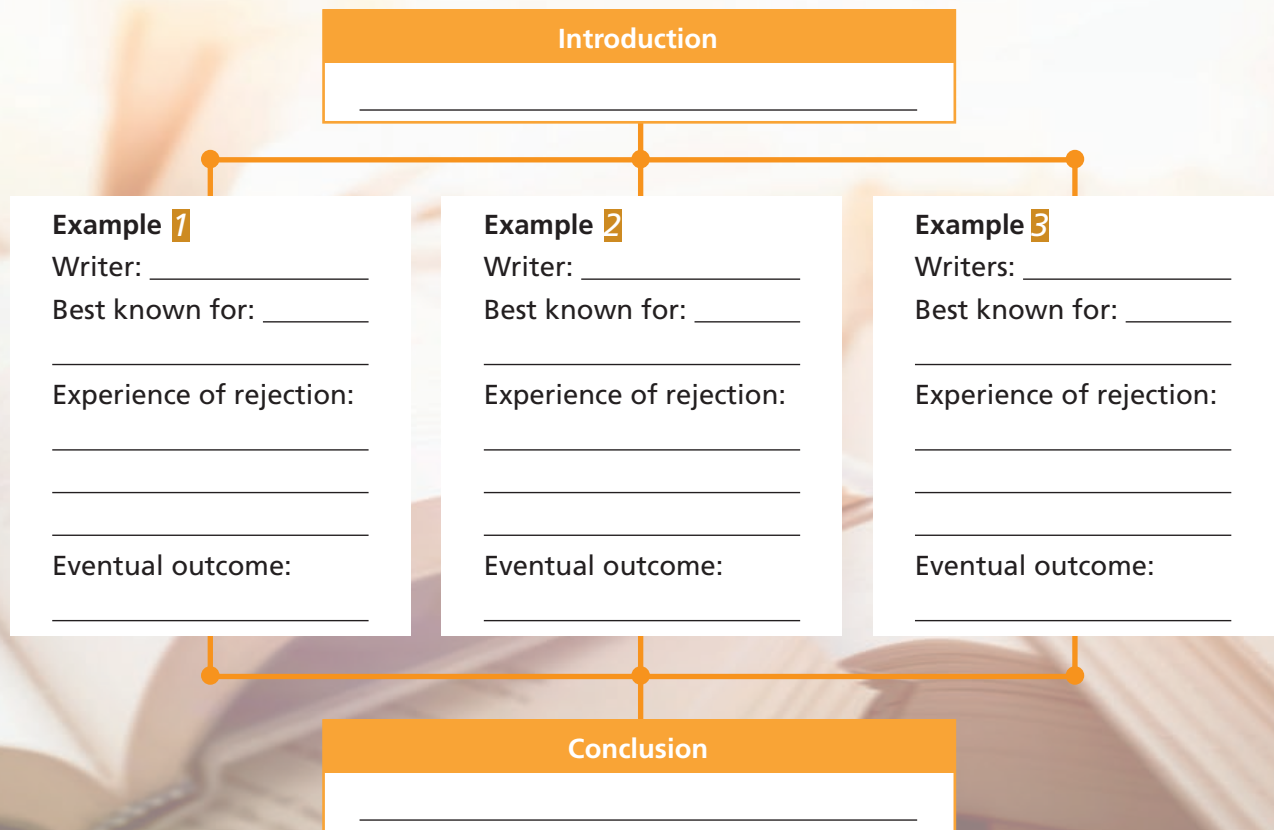 Introduction
Example 1
Writer:
Best known for:
Experience of rejection:
Eventual outcome:
Example 2
Writer:
Best known for:
Experience of rejection:
Eventual outcome:
Example 3
Writers:
Best known for:
Experience of rejection:
Eventual outcome:
Conclusion